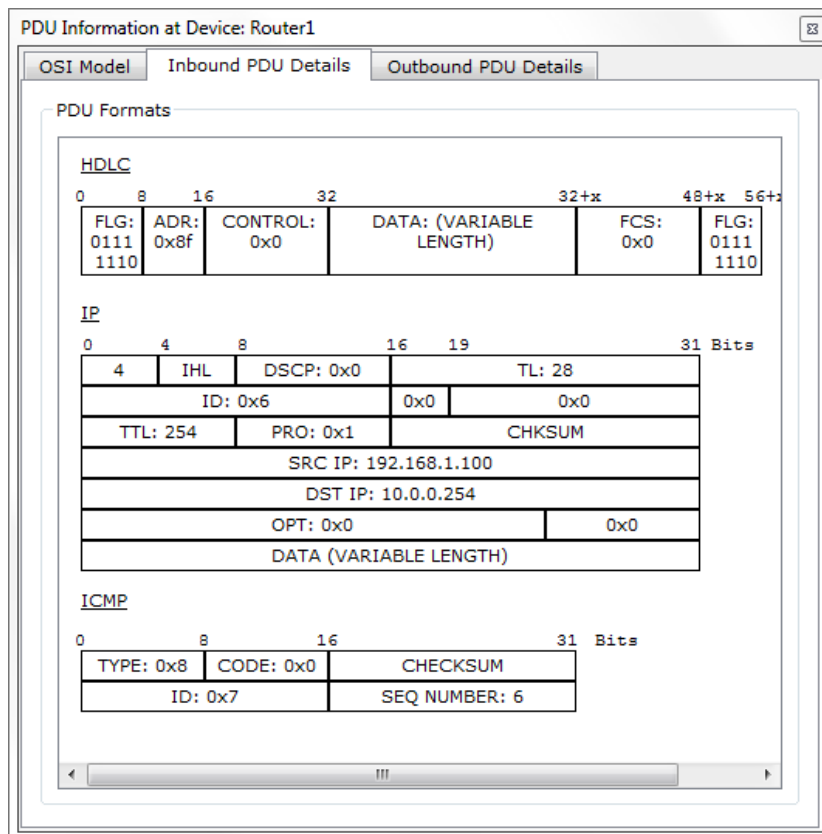 PDU Information at Device: Router1
OSI Model Inbound PDU Details Outbound PDU Details
PDU Formats
HDLC
0 8 16 32 32+x 48+x 56+
FLG: ADR: CONTROL: DATA: (VARIABLE FCS: FLG:
0111 0x8f 0x0 LENGTH) 0x0 0111
1110 1110
IP
0 4 8 16 19 31 Bits
4 IHL DSCP: 0x0 TL: 28
ID: 0x6 0x0 0x0
TTL: 254 PRO: 0x1 CHKSUM
SRC IP: 192.168.1.100
DST IP: 10.0.0.254
OPT: 0x0 0x0
DATA (VARIABLE LENGTH)
ICMP
0 8 16 31 Bits
TYPE: 0x8 CODE: 0x0 CHECKSUM
ID: 0x7 SEQ NUMBER: 6